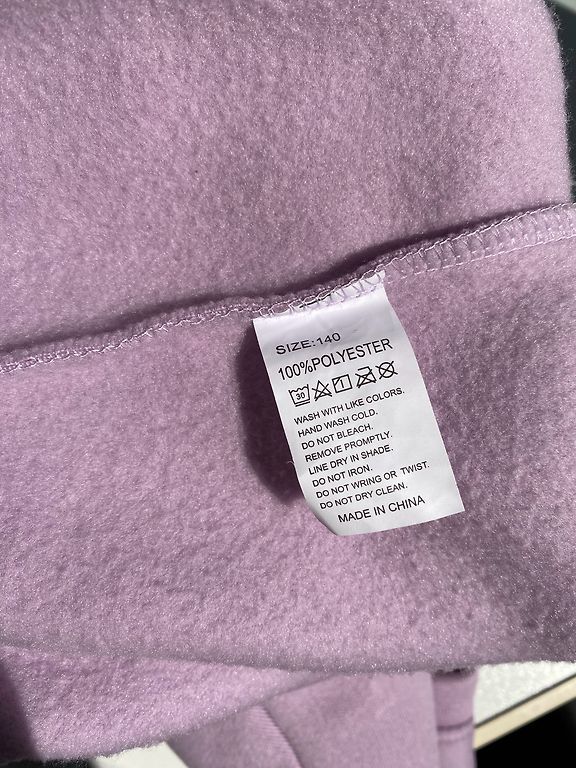 SIZE:140
100%POLYESTER
30
WASH WITH LIKE COLORS.
HAND WASH COLD.
DO NOT BLEACH.
REMOVE PROMPTLY.
LINE DRY IN SHADE.
DO NOT IRON.
DO NOT WRING OR TWIST.
DO NOT DRY CLEAN.
MADE IN CHINA